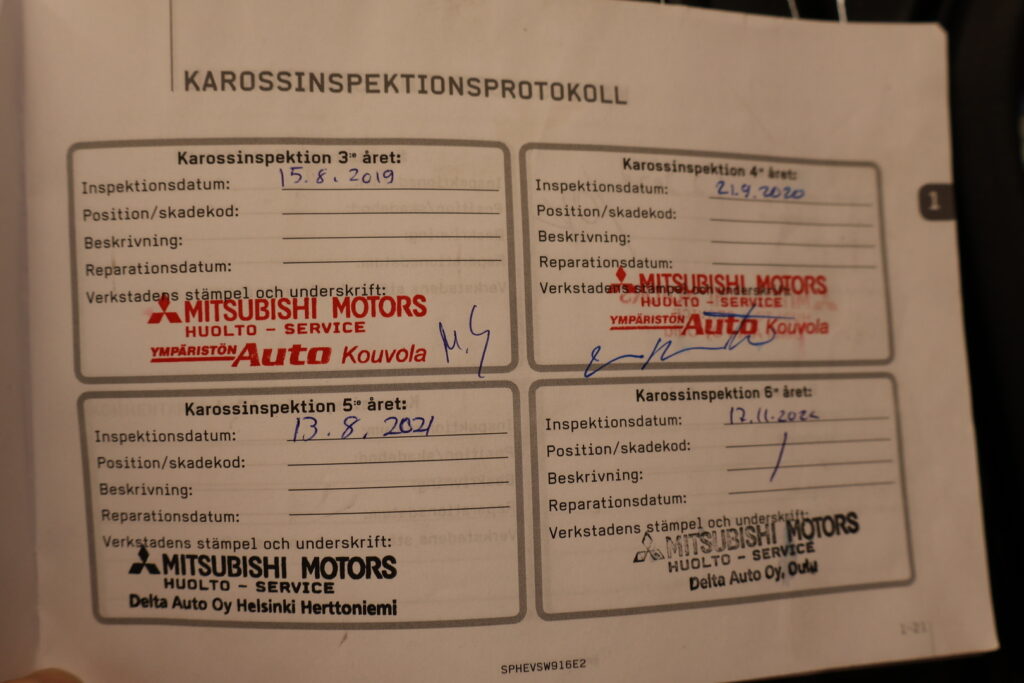 KAROSSINSPEKTIONSPROTOKOLL
Karossinspektion 3:e året:
Inspektionsdatum: 15.8.2019
Position/skadekod:
Beskrivning:
Reparationsdatum:
Verkstadens stämpel och underskrift:
MITSUBISHI MOTORS
HUOLTO - SERVICE
YMPÄRISTÖN Auto Kouvola
Karossinspektion 4:e året:
Inspektionsdatum: 21.9.2020
Position/skadekod:
Beskrivning:
Reparationsdatum:
Verkstadens stämpel och underskrift:
MITSUBISHI MOTORS
HUOLTO - SERVICE
YMPÄRISTÖN Auto Kouvola
1
Karossinspektion 5:e året:
Inspektionsdatum: 13.8.2021
Position/skadekod:
Beskrivning:
Reparationsdatum:
Verkstadens stämpel och underskrift:
MITSUBISHI MOTORS
HUOLTO - SERVICE
Delta Auto Oy Helsinki Herttoniemi
Karossinspektion 6:e året:
Inspektionsdatum:
Position/skadekod:
Beskrivning:
Reparationsdatum:
Verkstadens stämpel och underskrift:
MITSUBISHI MOTORS
HUOLTO - SERVICE
Delta Auto Oy, Oulu
1-21
SPHEVSW916E2